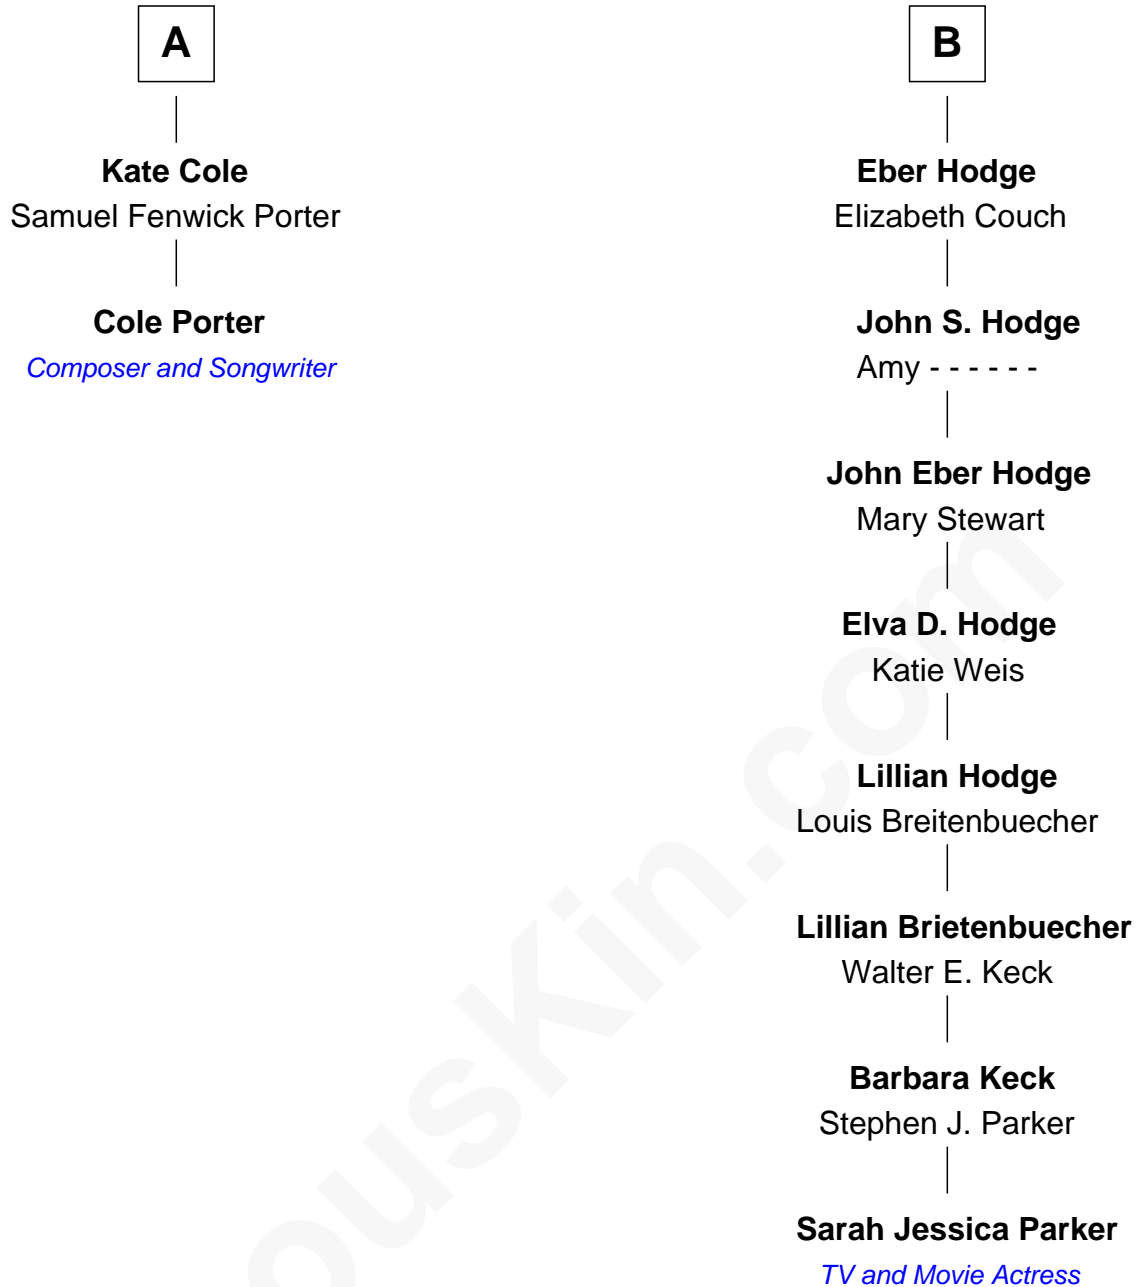 A
Kate Cole
Samuel Fenwick Porter
Cole Porter
Composer and Songwriter
B
Eber Hodge
Elizabeth Couch
John S. Hodge
Amy - - - - - -
John Eber Hodge
Mary Stewart
Elva D. Hodge
Katie Weis
Lillian Hodge
Louis Breitenbuecher
Lillian Brietenbuecher
Walter E. Keck
Barbara Keck
Stephen J. Parker
Sarah Jessica Parker
TV and Movie Actress
ousKin.com